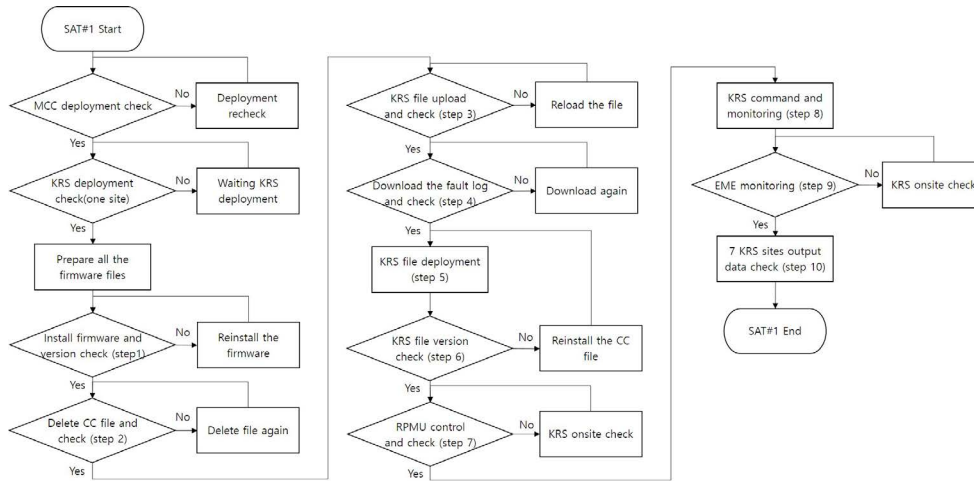 SAT#1 Start
MCC deployment check
No
Deployment
recheck
Yes
KRS deployment
check(one site)
No
Waiting KRS
deployment
Yes
Prepare all the
firmware files
Install firmware and
version check (step1)
No
Reinstall the
firmware
Yes
Delete CC file and
check (step 2)
No
Delete file again
Yes
KRS file upload
and check (step 3)
No
Reload the file
Yes
Download the fault log
and check (step 4)
No
Download again
Yes
KRS file deployment
(step 5)
KRS file version
check (step 6)
No
Reinstall the CC
file
Yes
RPMU control
and check (step 7)
No
KRS onsite check
Yes
KRS command and
monitoring (step 8)
EME monitoring (step 9)
No
KRS onsite check
Yes
7 KRS sites output
data check (step 10)
SAT#1 End